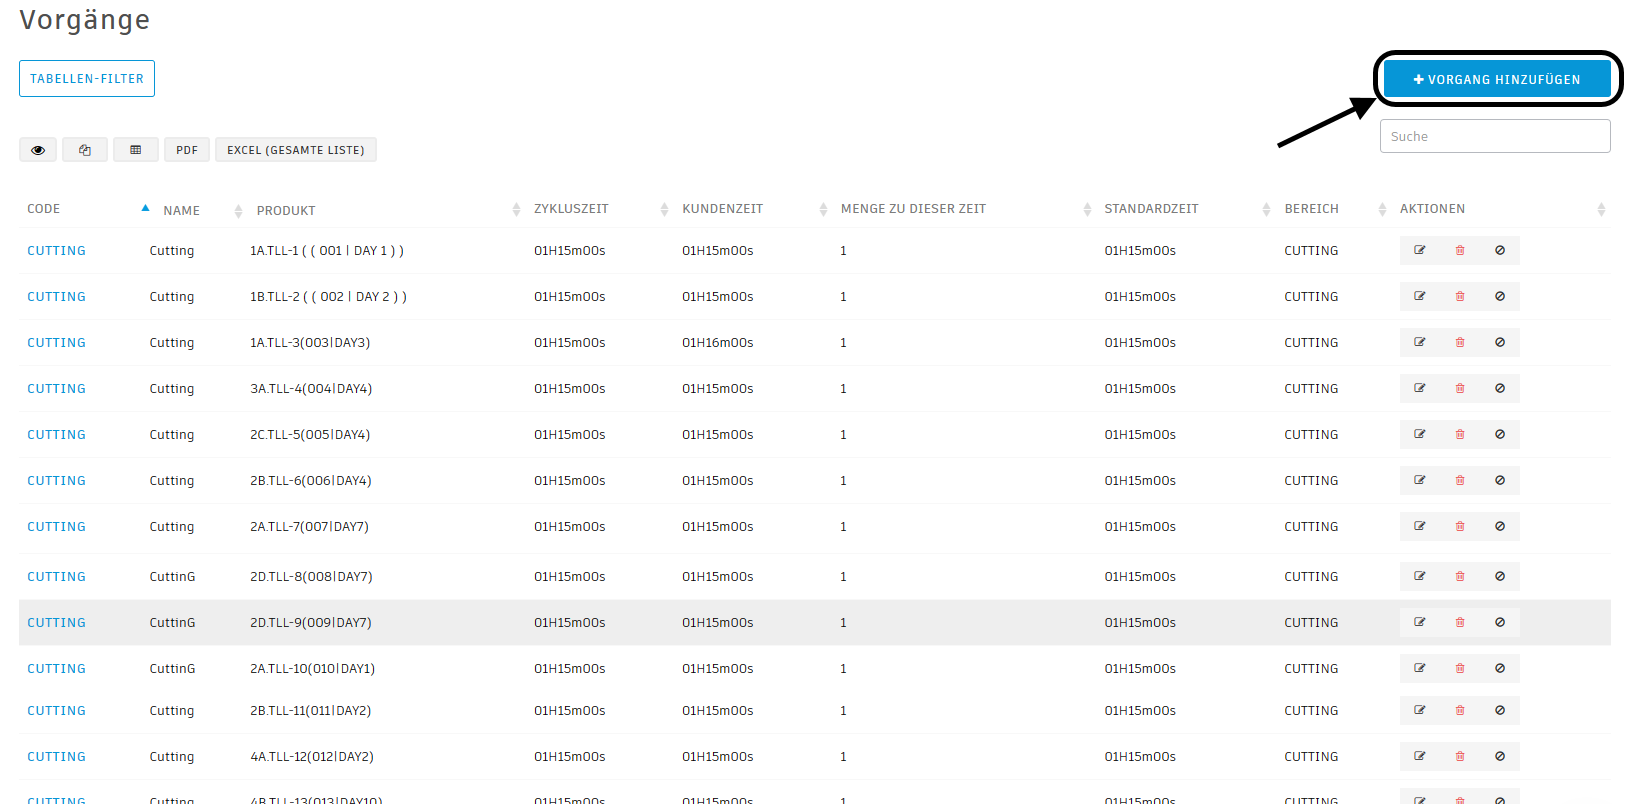 Vorgänge
TABELLEN-FILTER
VORGANG HINZUFÜGEN
Suche
PDF EXCEL (GESAMTE LISTE)
CODE NAME PRODUKT ZYKLUSZEIT KUNDENZEIT MENGE ZU DIESER ZEIT STANDARDZEIT BEREICH AKTIONEN
CUTTING Cutting 1A.TLL-1 ( ( 001 | DAY 1 ) ) 01H15m00s 01H15m00s 1 01H15m00s CUTTING
CUTTING Cutting 1B.TLL-2 ( ( 002 | DAY 2 ) ) 01H15m00s 01H15m00s 1 01H15m00s CUTTING
CUTTING Cutting 1A.TLL-3(003|DAY3) 01H15m00s 01H16m00s 1 01H15m00s CUTTING
CUTTING Cutting 3A.TLL-4(004|DAY4) 01H15m00s 01H15m00s 1 01H15m00s CUTTING
CUTTING Cutting 2C.TLL-5(005|DAY4) 01H15m00s 01H15m00s 1 01H15m00s CUTTING
CUTTING Cutting 2B.TLL-6(006|DAY4) 01H15m00s 01H15m00s 1 01H15m00s CUTTING
CUTTING Cutting 2A.TLL-7(007|DAY7) 01H15m00s 01H15m00s 1 01H15m00s CUTTING
CUTTING CuttinG 2D.TLL-8(008|DAY7) 01H15m00s 01H15m00s 1 01H15m00s CUTTING
CUTTING CuttinG 2D.TLL-9(009|DAY7) 01H15m00s 01H15m00s 1 01H15m00s CUTTING
CUTTING CuttinG 2A.TLL-10(010|DAY1) 01H15m00s 01H15m00s 1 01H15m00s CUTTING
CUTTING Cutting 2B.TLL-11(011|DAY2) 01H15m00s 01H15m00s 1 01H15m00s CUTTING
CUTTING Cutting 4A.TLL-12(012|DAY2) 01H15m00s 01H15m00s 1 01H15m00s CUTTING
CUTTING Cutting 4B.TLL-13(013|DAY10) 01H15m00s 01H15m00s 1 01H15m00s CUTTING